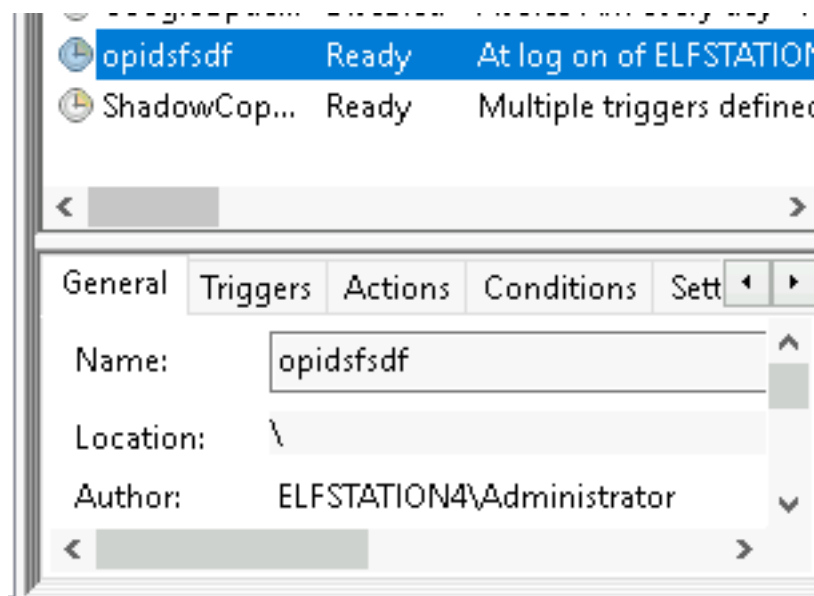 opidsfsdf Ready At log on of ELFSTATION
ShadowCop... Ready Multiple triggers defined
General Triggers Actions Conditions Sett
Name: opidsfsdf
Location: \
Author: ELFSTATION4\Administrator